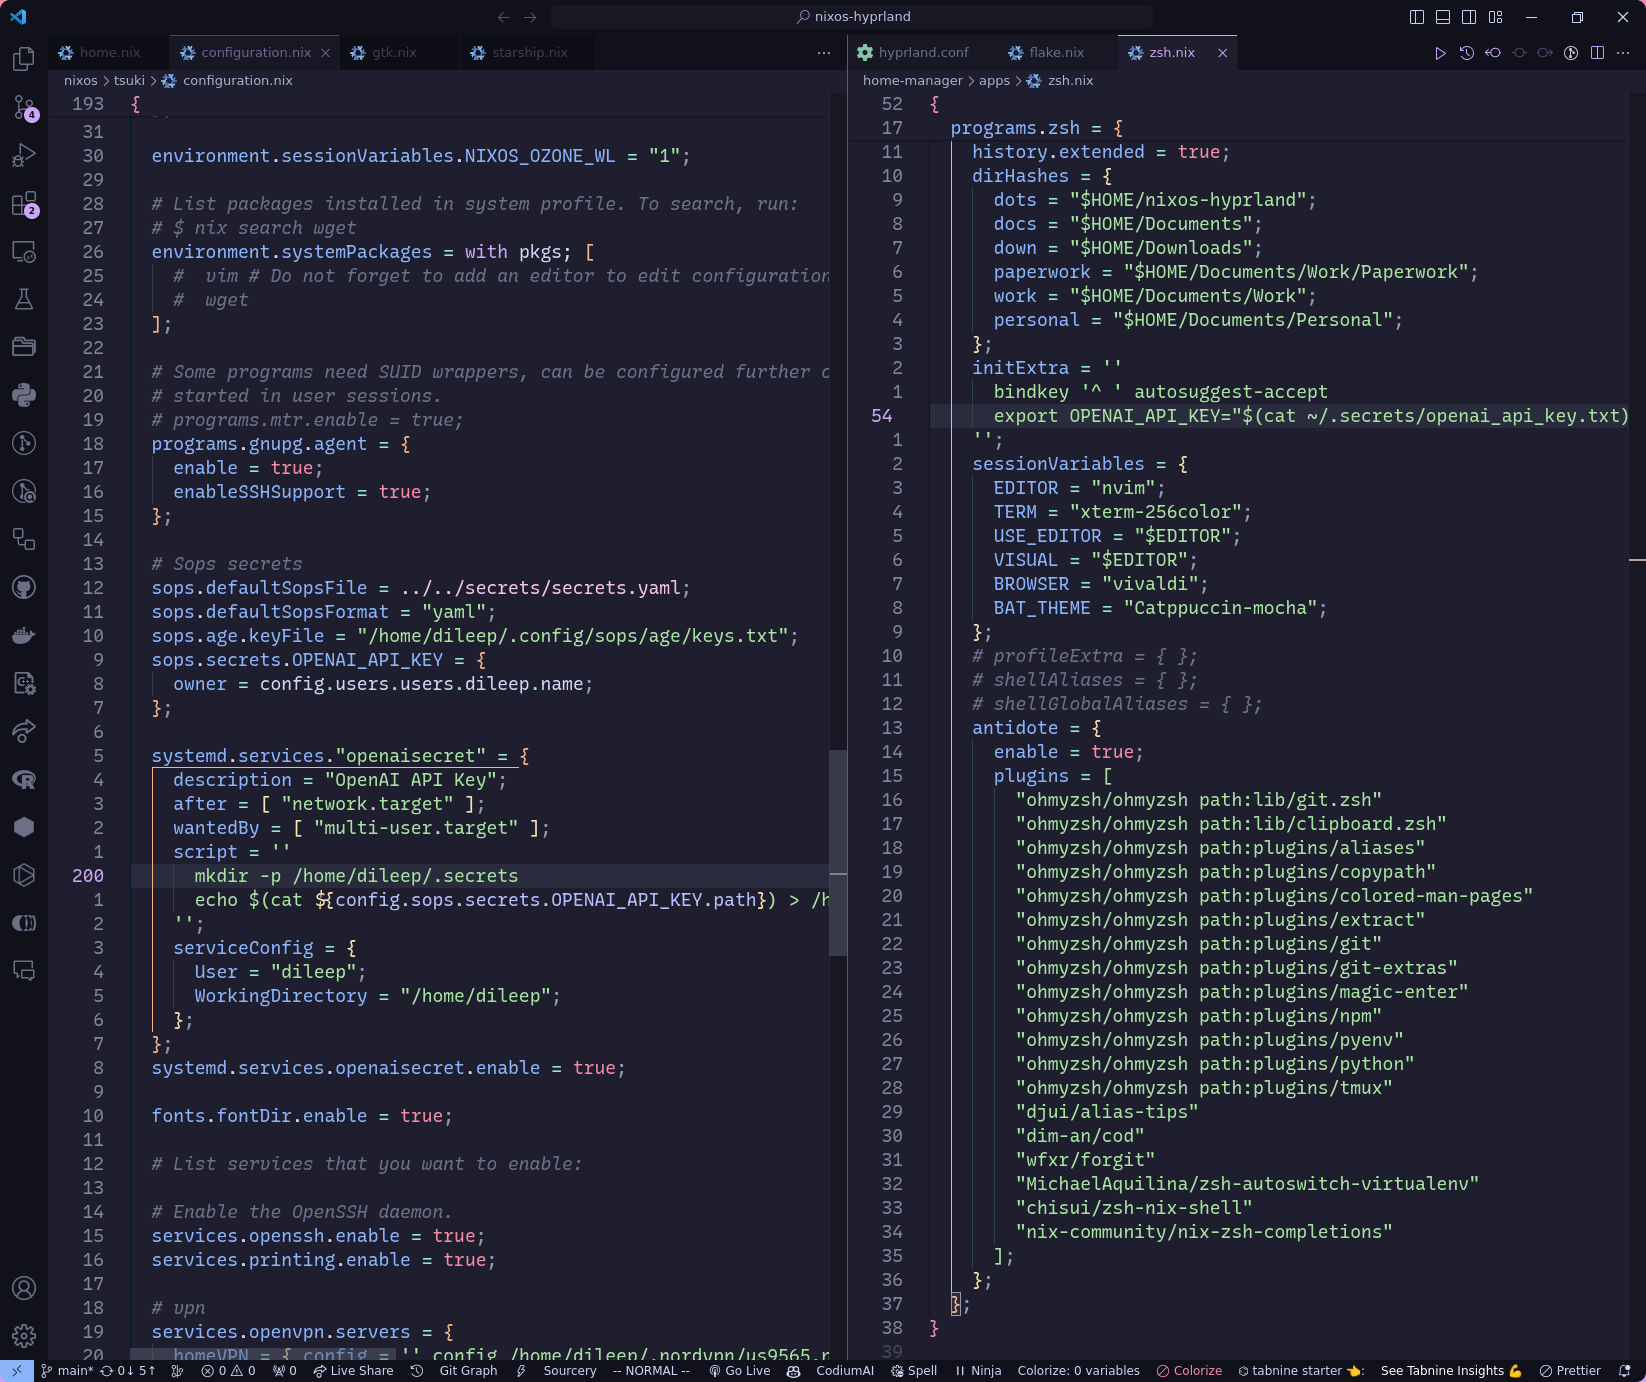 nixos-hyprland
home.nix
configuration.nix
gtk.nix
starship.nix
nixos > tsuki > configuration.nix
193 {
31
30 environment.sessionVariables.NIXOS_OZONE_WL = "1";
29
28 # List packages installed in system profile. To search, run:
27 # $ nix search wget
26 environment.systemPackages = with pkgs; [
25 #  vim # Do not forget to add an editor to edit configuration
24 #  wget
23 ];
22
21 # Some programs need SUID wrappers, can be configured further
20 # started in user sessions.
19 # programs.mtr.enable = true;
18 programs.gnupg.agent = {
17 enable = true;
16 enableSSHSupport = true;
15 };
14
13 # Sops secrets
12 sops.defaultSopsFile = ../../secrets/secrets.yaml;
11 sops.defaultSopsFormat = "yaml";
10 sops.age.keyFile = "/home/dileep/.config/sops/age/keys.txt";
9 sops.secrets.OPENAI_API_KEY = {
8 owner = config.users.users.dileep.name;
7 };
6
5 systemd.services."openaisecret" = {
4 description = "OpenAI API Key";
3 after = [ "network.target" ];
2 wantedBy = [ "multi-user.target" ];
1 script = ''
200 mkdir -p /home/dileep/.secrets
1 echo $(cat ${config.sops.secrets.OPENAI_API_KEY.path}) > /h
2 '';
3 serviceConfig = {
4 User = "dileep";
5 WorkingDirectory = "/home/dileep";
6 };
7 };
8 systemd.services.openaisecret.enable = true;
9
10 fonts.fontDir.enable = true;
11
12 # List services that you want to enable:
13
14 # Enable the OpenSSH daemon.
15 services.openssh.enable = true;
16 services.printing.enable = true;
17
18 # vpn
19 services.openvpn.servers = {
20 homeVPN = { config = '' config /home/dileep/.nordvpn/us9565.n
hyprland.conf
flake.nix
zsh.nix
home-manager > apps > zsh.nix
52 {
17 programs.zsh = {
11 history.extended = true;
10 dirHashes = {
9 dots = "$HOME/nixos-hyprland";
8 docs = "$HOME/Documents";
7 down = "$HOME/Downloads";
6 paperwork = "$HOME/Documents/Work/Paperwork";
5 work = "$HOME/Documents/Work";
4 personal = "$HOME/Documents/Personal";
3 };
2 initExtra = ''
1 bindkey '^ ' autosuggest-accept
54 export OPENAI_API_KEY="$(cat ~/.secrets/openai_api_key.txt)
1 '';
2 sessionVariables = {
3 EDITOR = "nvim";
4 TERM = "xterm-256color";
5 USE_EDITOR = "$EDITOR";
6 VISUAL = "$EDITOR";
7 BROWSER = "vivaldi";
8 BAT_THEME = "Catppuccin-mocha";
9 };
10 # profileExtra = { };
11 # shellAliases = { };
12 # shellGlobalAliases = { };
13 antidote = {
14 enable = true;
15 plugins = [
16 "ohmyzsh/ohmyzsh path:lib/git.zsh"
17 "ohmyzsh/ohmyzsh path:lib/clipboard.zsh"
18 "ohmyzsh/ohmyzsh path:plugins/aliases"
19 "ohmyzsh/ohmyzsh path:plugins/copypath"
20 "ohmyzsh/ohmyzsh path:plugins/colored-man-pages"
21 "ohmyzsh/ohmyzsh path:plugins/extract"
22 "ohmyzsh/ohmyzsh path:plugins/git"
23 "ohmyzsh/ohmyzsh path:plugins/git-extras"
24 "ohmyzsh/ohmyzsh path:plugins/magic-enter"
25 "ohmyzsh/ohmyzsh path:plugins/npm"
26 "ohmyzsh/ohmyzsh path:plugins/pyenv"
27 "ohmyzsh/ohmyzsh path:plugins/python"
28 "ohmyzsh/ohmyzsh path:plugins/tmux"
29 "djui/alias-tips"
30 "dim-an/cod"
31 "wfxr/forgit"
32 "MichaelAquilina/zsh-autoswitch-virtualenv"
33 "chisui/zsh-nix-shell"
34 "nix-community/nix-zsh-completions"
35 ];
36 };
37 };
38 }
39
4
2
main* 0↓ 5↑ 0 0 0 Live Share Git Graph Sourcery -- NORMAL -- Go Live CodiumAI Spell Ninja Colorize: 0 variables Colorize tabnine starter 👈: See Tabnine Insights 💪 Prettier